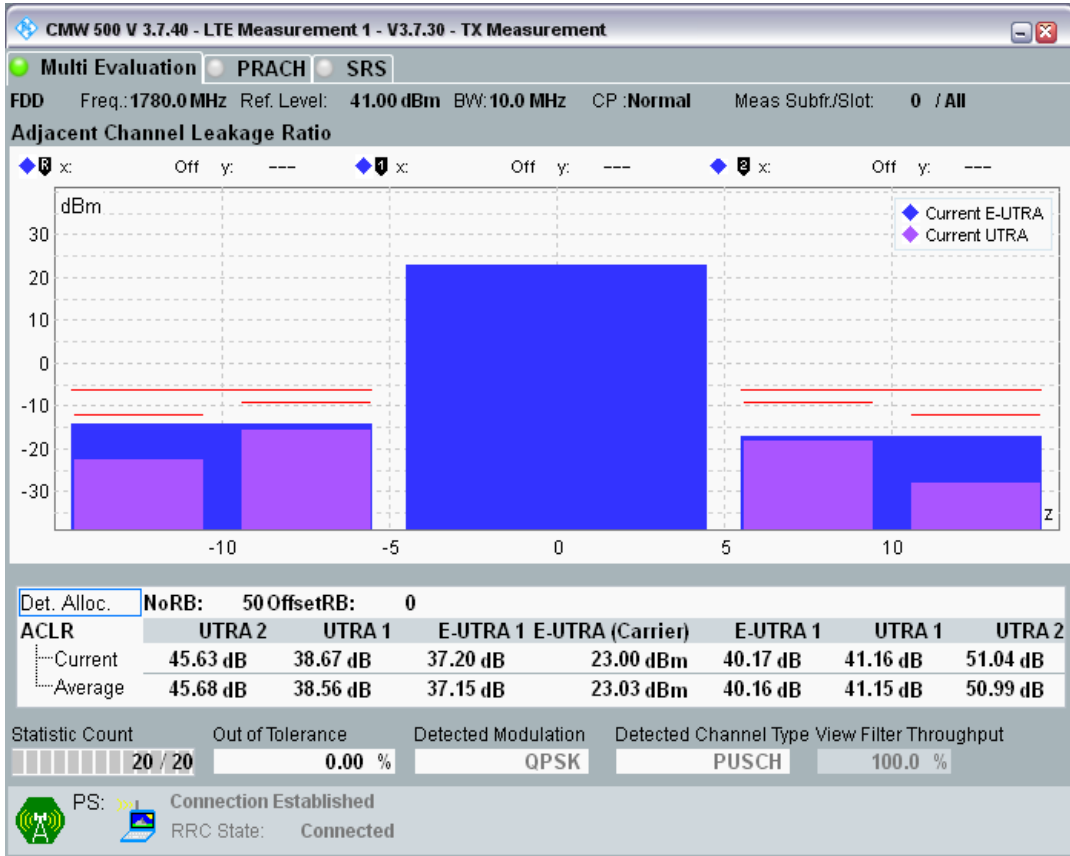 CMW 500 V 3.7.40 - LTE Measurement 1 - V3.7.30 - TX Measurement
Multi Evaluation PRACH SRS
FDD Freq.: 1780.0 MHz Ref. Level: 41.00 dBm BW: 10.0 MHz CP : Normal Meas Subfr./Slot: 0 / All
Adjacent Channel Leakage Ratio
R x: Off y: --- 1 x: Off y: --- 2 x: Off y: ---
dBm
Current E-UTRA
Current UTRA
30
20
10
0
-10
-20
-30
z
-10 -5 0 5 10
Det. Alloc. NoRB: 50 OffsetRB: 0
ACLR UTRA 2 UTRA 1 E-UTRA 1 E-UTRA (Carrier) E-UTRA 1 UTRA 1 UTRA 2
Current 45.63 dB 38.67 dB 37.20 dB 23.00 dBm 40.17 dB 41.16 dB 51.04 dB
Average 45.68 dB 38.56 dB 37.15 dB 23.03 dBm 40.16 dB 41.15 dB 50.99 dB
Statistic Count Out of Tolerance Detected Modulation Detected Channel Type View Filter Throughput
20 / 20 0.00 % QPSK PUSCH 100.0 %
PS: Connection Established
RRC State: Connected